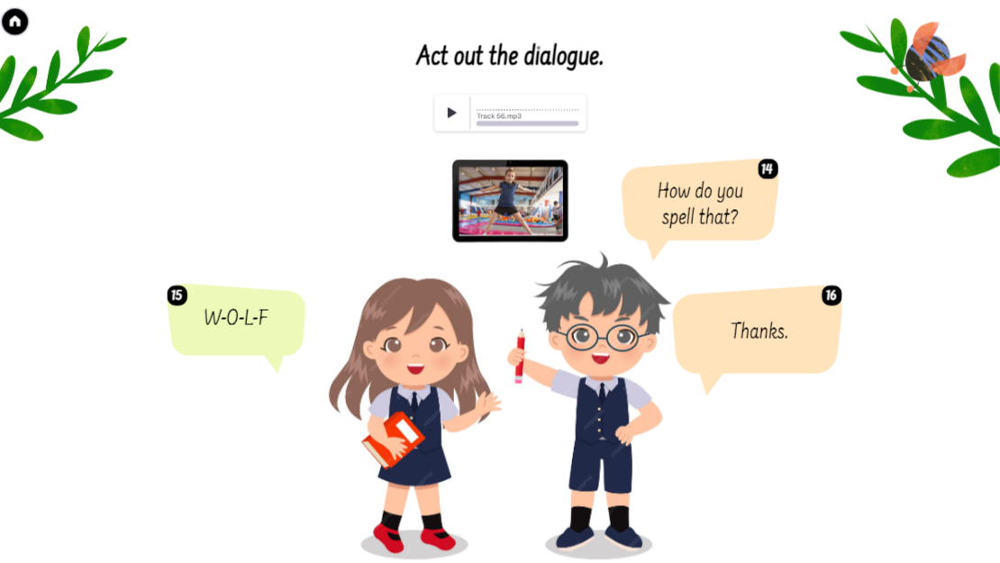 Act out the dialogue.
Track 56.mp3
14
How do you
spell that?
15
W-O-L-F
16
Thanks.